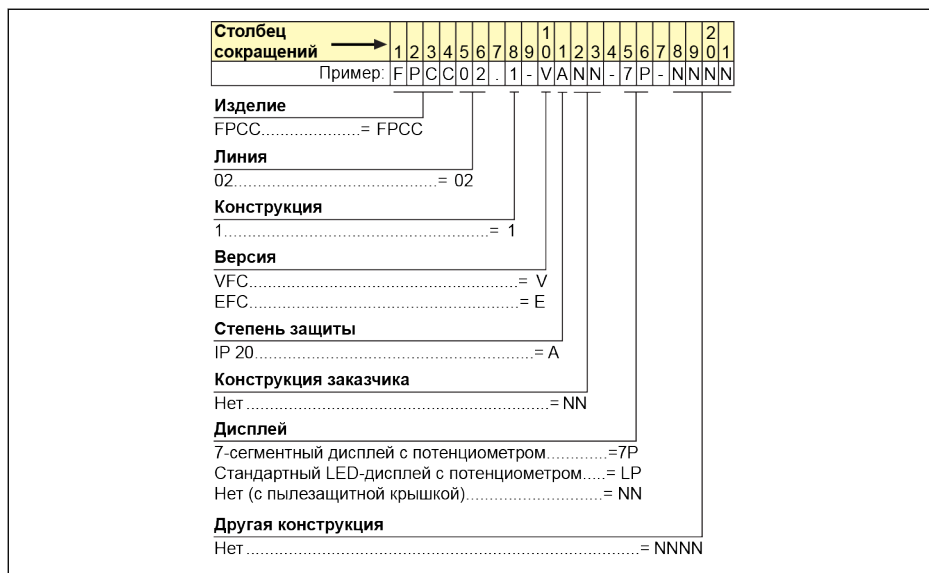 Столбец 1 2
сокращений 1 2 3 4 5 6 7 8 9 0 1 2 3 4 5 6 7 8 9 0 1
Пример: F P C C 0 2 . 1 - V A N N - 7 P - N N N N
Изделие
FPCC.....................= FPCC
Линия
02.........................................= 02
Конструкция
1.....................................................= 1
Версия
VFC......................................................= V
EFC......................................................= E
Степень защиты
IP 20........................................................= A
Конструкция заказчика
Нет............................................................= NN
Дисплей
7-сегментный дисплей с потенциометром............=7P
Стандартный LED-дисплей с потенциометром.....= LP
Нет (с пылезащитной крышкой)...........................= NN
Другая конструкция
Нет..............................................................................= NNNN